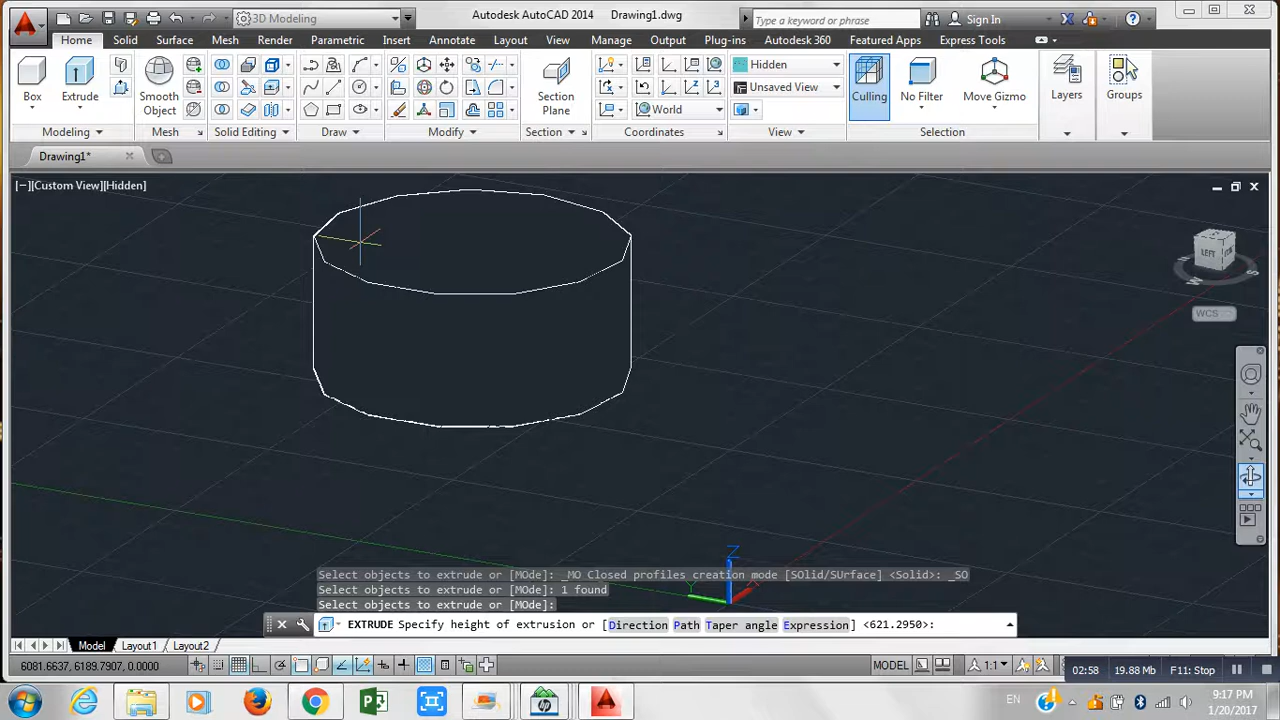 3D Modeling
Autodesk AutoCAD 2014 Drawing1.dwg
Type a keyword or phrase
Sign In
Home Solid Surface Mesh Render Parametric Insert Annotate Layout View Manage Output Plug-ins Autodesk 360 Featured Apps Express Tools
Hidden
Unsaved View
World
Box Extrude Smooth Object Section Plane Culling No Filter Move Gizmo Layers Groups
Modeling Mesh Solid Editing Draw Modify Section Coordinates View Selection
Drawing1*
[−][Custom View][Hidden]
LEFT
N
S
WCS
Z
Y
Select objects to extrude or [MOde]: _MO Closed profiles creation mode [SOlid/SUrface] <Solid>: _SO
Select objects to extrude or [MOde]: 1 found
Select objects to extrude or [MOde]:
EXTRUDE Specify height of extrusion or [Direction Path Taper angle Expression] <621.2950>:
Model Layout1 Layout2
6081.6637, 6189.7907, 0.0000
MODEL
1:1
02:58 19.88 Mb F11: Stop
EN
9:17 PM
1/20/2017